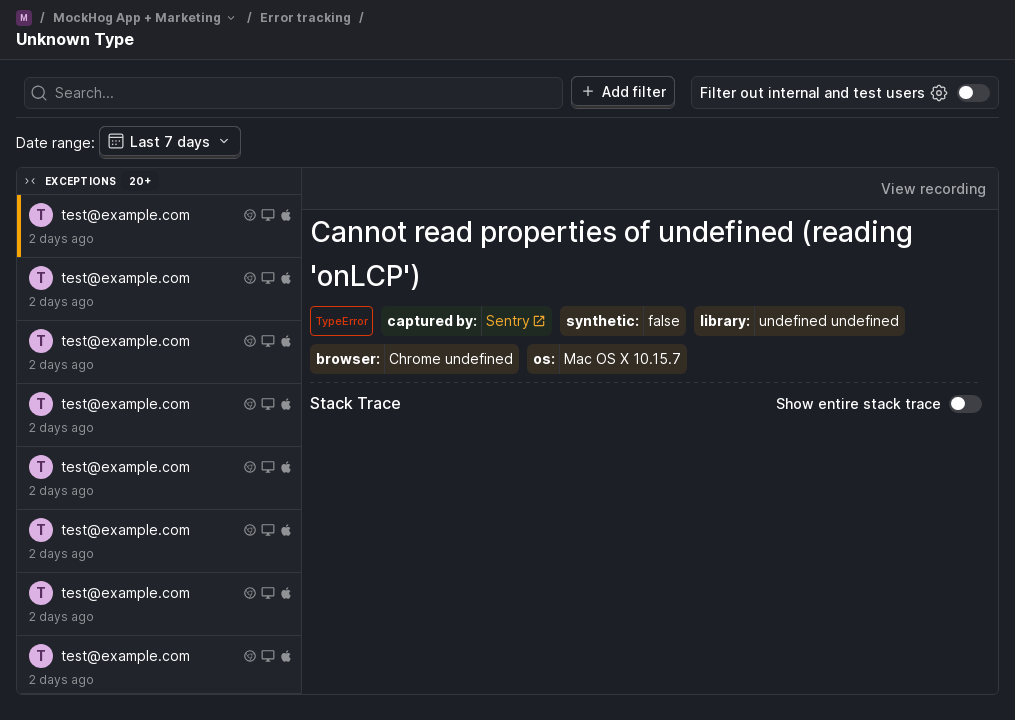 M / MockHog App + Marketing / Error tracking /
Unknown Type
Search...
Add filter
Filter out internal and test users
Date range: Last 7 days
EXCEPTIONS 20+
T test@example.com
2 days ago
T test@example.com
2 days ago
T test@example.com
2 days ago
T test@example.com
2 days ago
T test@example.com
2 days ago
T test@example.com
2 days ago
T test@example.com
2 days ago
T test@example.com
2 days ago
View recording
Cannot read properties of undefined (reading
'onLCP')
TypeError captured by: Sentry synthetic: false library: undefined undefined
browser: Chrome undefined os: Mac OS X 10.15.7
Stack Trace Show entire stack trace